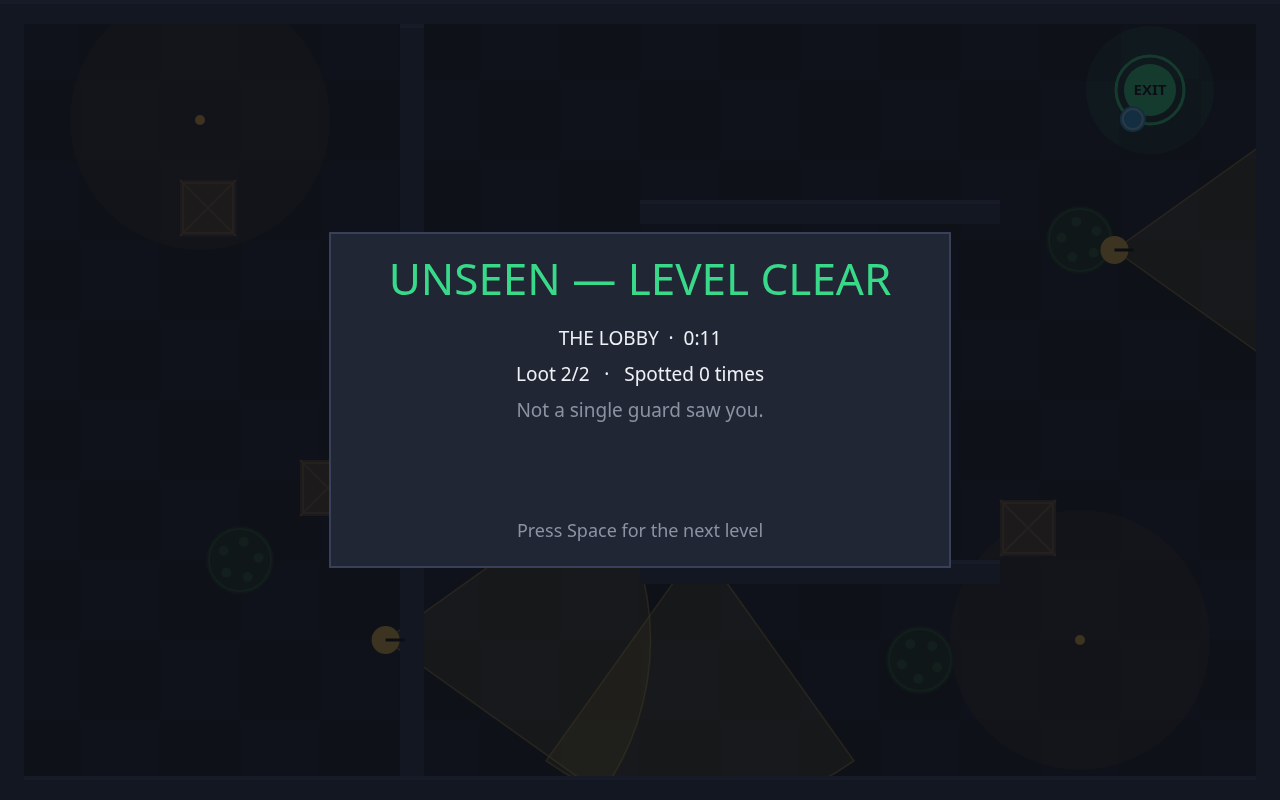 EXIT
UNSEEN — LEVEL CLEAR
THE LOBBY · 0:11
Loot 2/2 · Spotted 0 times
Not a single guard saw you.
Press Space for the next level